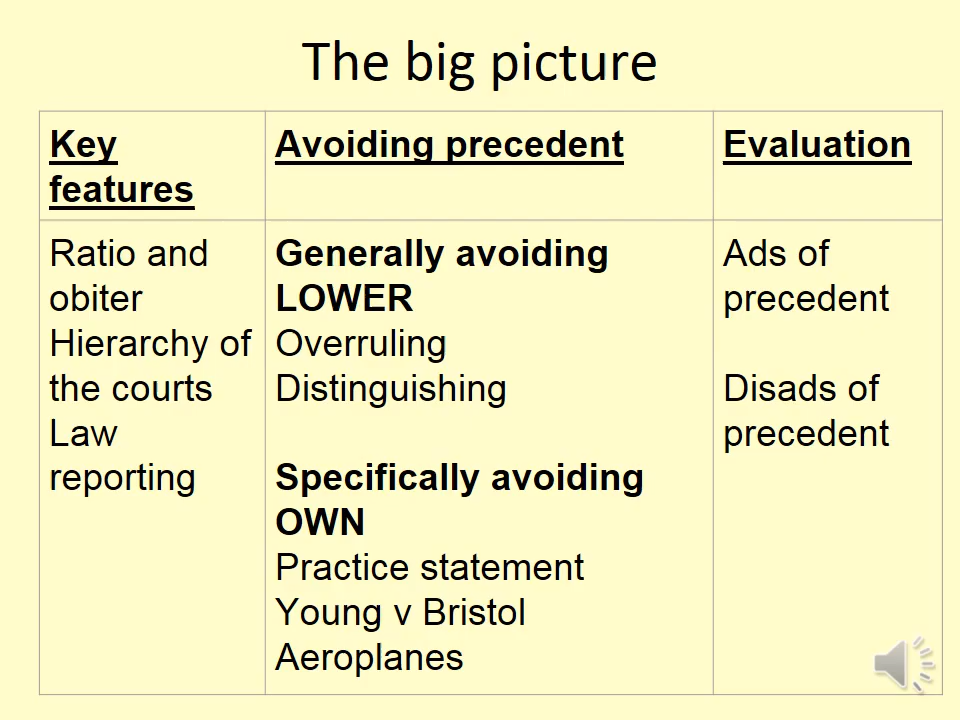 The big picture
Key
features
Avoiding precedent
Evaluation
Ratio and
obiter
Hierarchy of
the courts
Law
reporting
Generally avoiding
LOWER
Overruling
Distinguishing
Specifically avoiding
OWN
Practice statement
Young v Bristol
Aeroplanes
Ads of
precedent
Disads of
precedent